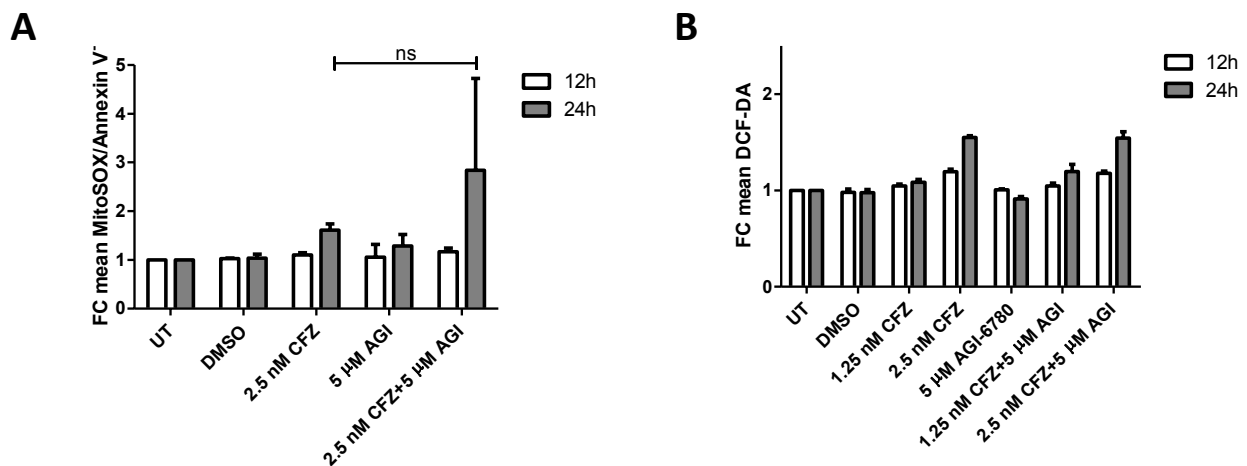 A
FC mean MitoSOX/Annexin V-
5
4
3
2
1
0
ns
12h
24h
UT
DMSO
2.5 nM CFZ
5 µM AGI
2.5 nM CFZ+5 µM AGI
B
FC mean DCF-DA
2
1
0
12h
24h
UT
DMSO
1.25 nM CFZ
2.5 nM CFZ
5 µM AGI-6780
1.25 nM CFZ+5 µM AGI
2.5 nM CFZ+5 µM AGI